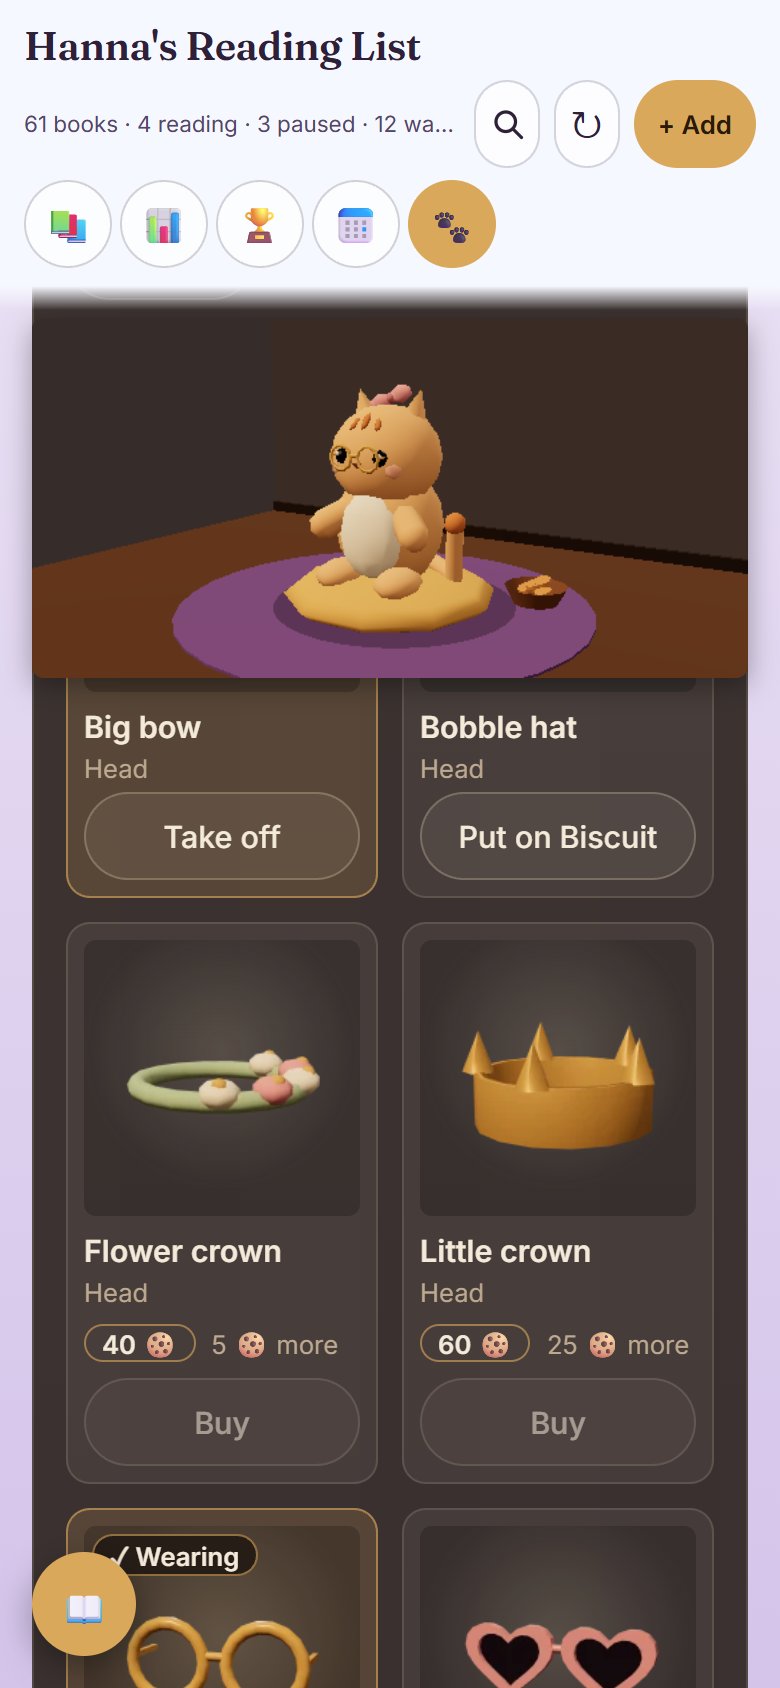 Hanna's Reading List
61 books · 4 reading · 3 paused · 12 wa...
+ Add
Big bow
Head
Take off
Bobble hat
Head
Put on Biscuit
Flower crown
Head
40 5 more
Buy
Little crown
Head
60 25 more
Buy
✓ Wearing